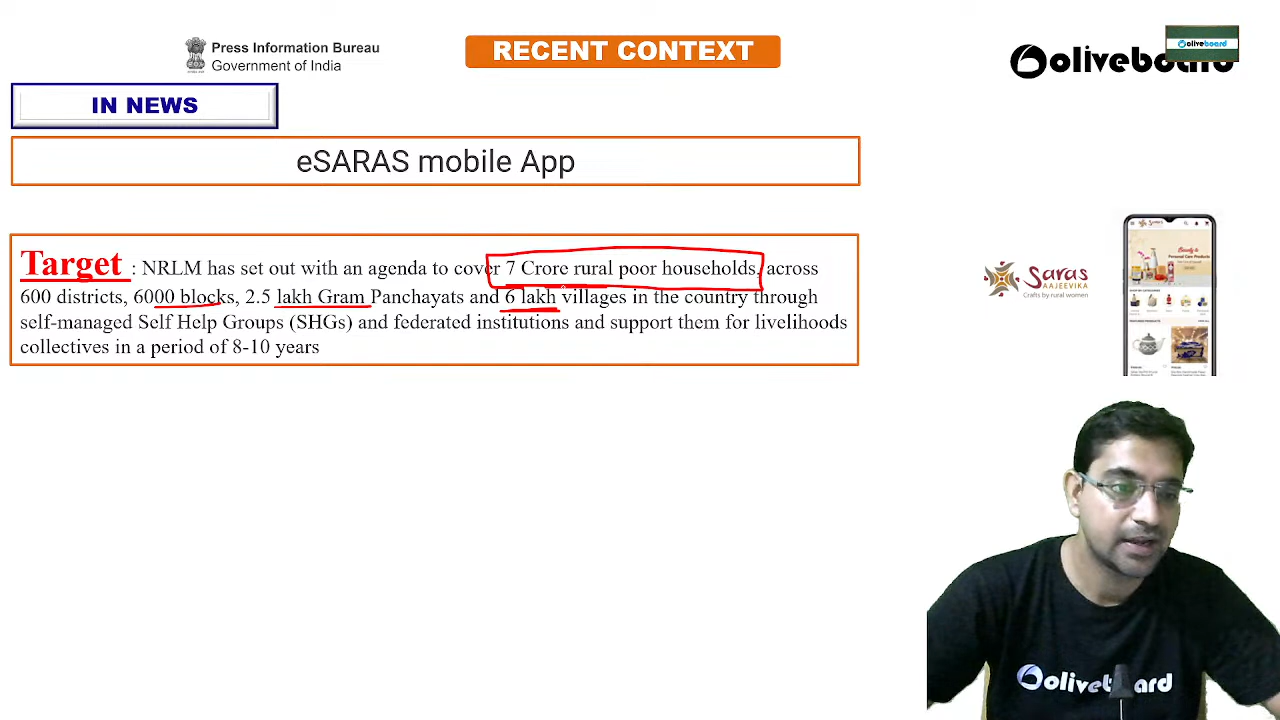 Press Information Bureau
Government of India
RECENT CONTEXT
oliveboard
oliveboard
IN NEWS
eSARAS mobile App
Target : NRLM has set out with an agenda to cover 7 Crore rural poor households, across
600 districts, 6000 blocks, 2.5 lakh Gram Panchayats and 6 lakh villages in the country through
self-managed Self Help Groups (SHGs) and federated institutions and support them for livelihoods
collectives in a period of 8-10 years
Saras
AAJEEVIKA
Crafts by rural women
oliveboard